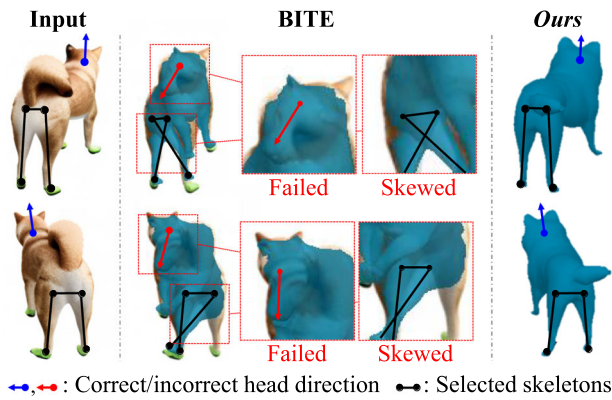 Input BITE Ours
Failed Skewed
Failed Skewed
, : Correct/incorrect head direction : Selected skeletons